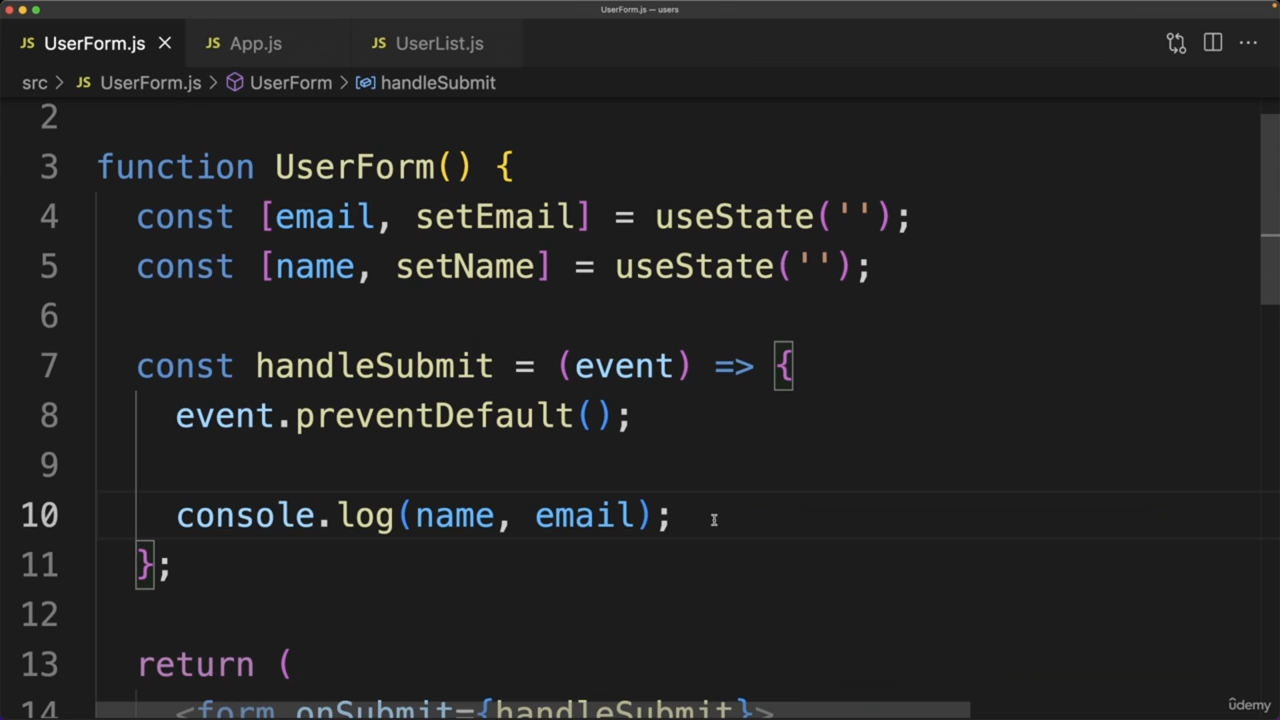 UserForm.js — users
JS UserForm.js JS App.js JS UserList.js
src > JS UserForm.js > UserForm > handleSubmit
2
3 function UserForm() {
4 const [email, setEmail] = useState('');
5 const [name, setName] = useState('');
6
7 const handleSubmit = (event) => {
8 event.preventDefault();
9
10 console.log(name, email);
11 };
12
13 return (
14 <form onSubmit={handleSubmit}>
ûdemy